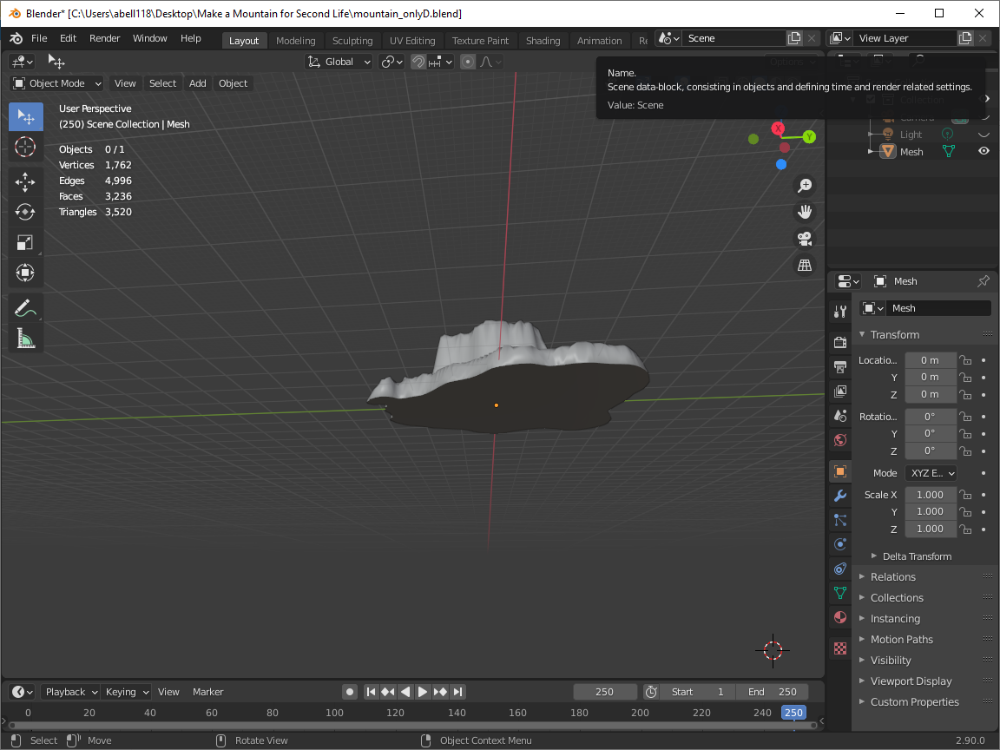 Blender* [C:\Users\abell118\Desktop\Make a Mountain for Second Life\mountain_onlyD.blend]
File Edit Render Window Help Layout Modeling Sculpting UV Editing Texture Paint Shading Animation Scene View Layer
Global Options
Object Mode View Select Add Object
Name.
Scene data-block, consisting in objects and defining time and render related settings.
Value: Scene
Collection
Camera
Light
Mesh
X
Y
User Perspective
(250) Scene Collection | Mesh
Objects 0 / 1
Vertices 1,762
Edges 4,996
Faces 3,236
Triangles 3,520
Mesh
Mesh
Transform
Locatio... 0 m
Y 0 m
Z 0 m
Rotatio... 0°
Y 0°
Z 0°
Mode XYZ E...
Scale X 1.000
Y 1.000
Z 1.000
Delta Transform
Relations
Collections
Instancing
Motion Paths
Visibility
Viewport Display
Custom Properties
Playback Keying View Marker 250 Start 1 End 250
0 20 40 60 80 100 120 140 160 180 200 220 240 250
Select Move Rotate View Object Context Menu 2.90.0